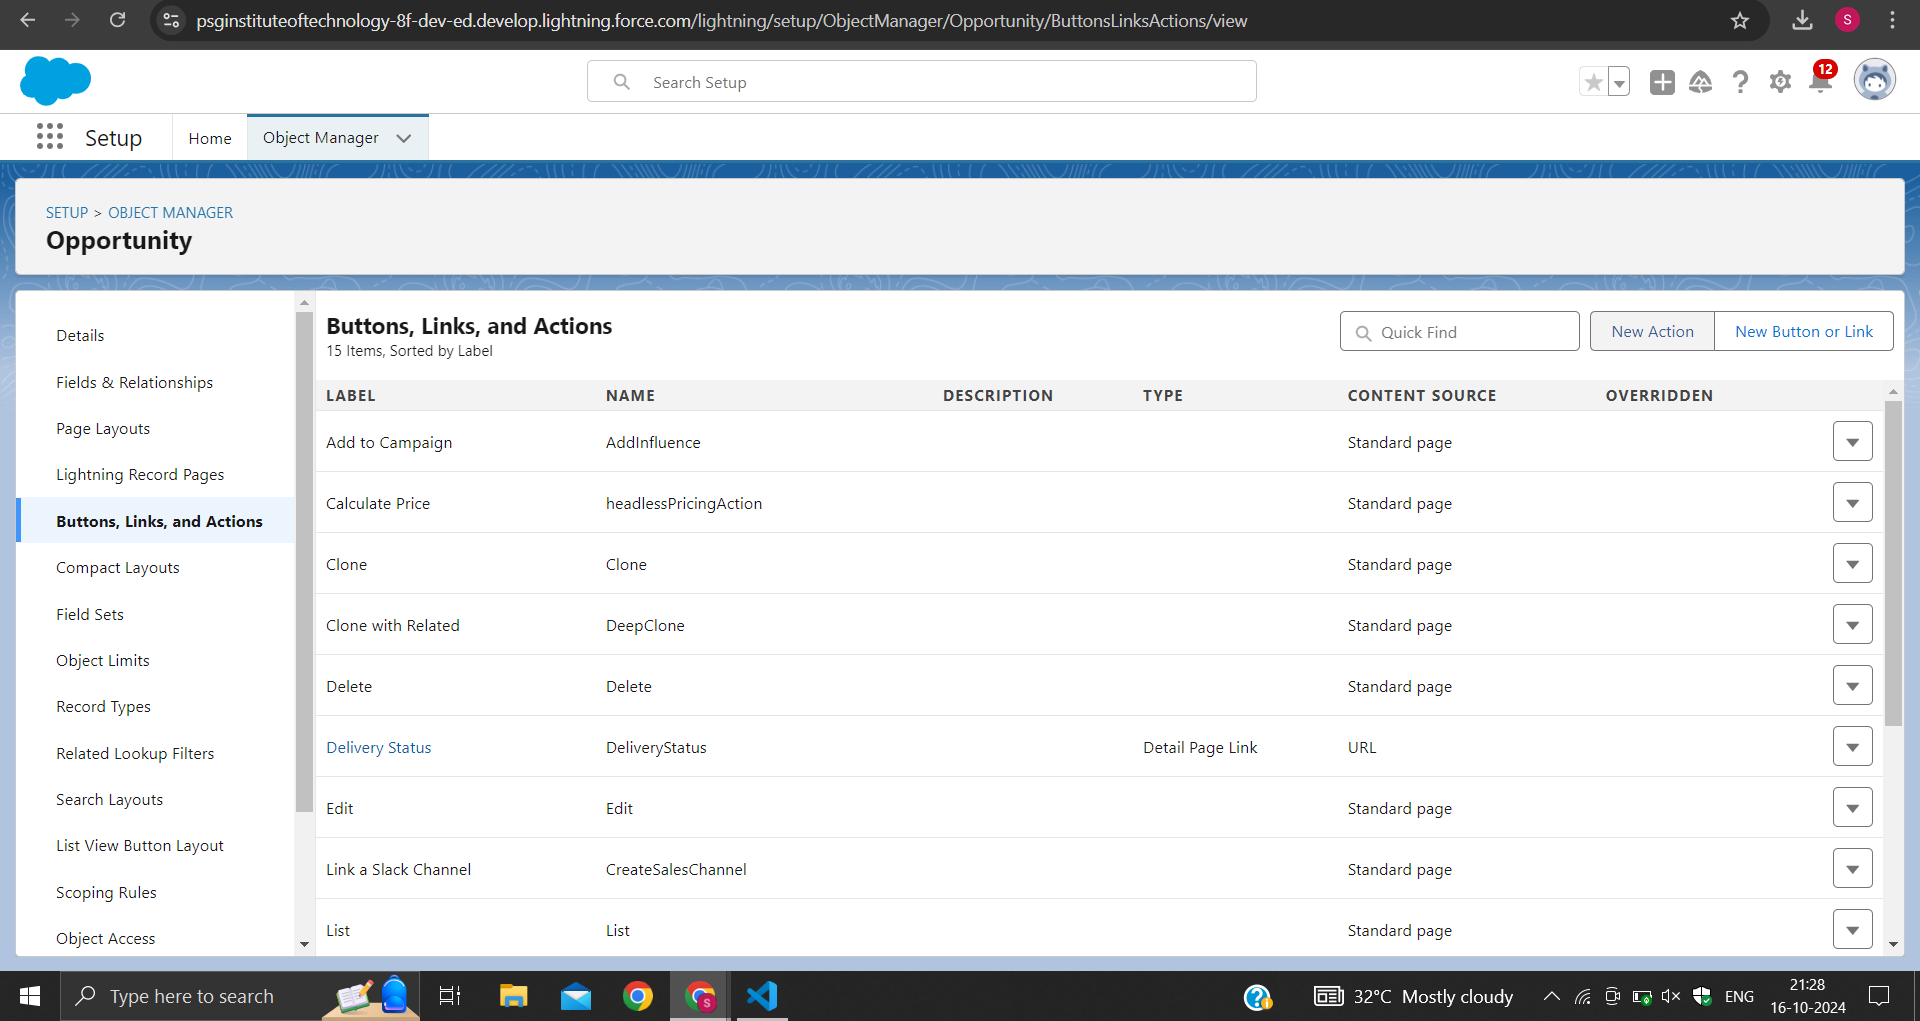 psginstituteoftechnology-8f-dev-ed.develop.lightning.force.com/lightning/setup/ObjectManager/Opportunity/ButtonsLinksActions/view
S
Search Setup
12
Setup
Home
Object Manager
SETUP > OBJECT MANAGER
Opportunity
Details
Fields & Relationships
Page Layouts
Lightning Record Pages
Buttons, Links, and Actions
Compact Layouts
Field Sets
Object Limits
Record Types
Related Lookup Filters
Search Layouts
List View Button Layout
Scoping Rules
Object Access
Buttons, Links, and Actions
15 Items, Sorted by Label
Quick Find
New Action
New Button or Link
LABEL NAME DESCRIPTION TYPE CONTENT SOURCE OVERRIDDEN
Add to Campaign AddInfluence Standard page
Calculate Price headlessPricingAction Standard page
Clone Clone Standard page
Clone with Related DeepClone Standard page
Delete Delete Standard page
Delivery Status DeliveryStatus Detail Page Link URL
Edit Edit Standard page
Link a Slack Channel CreateSalesChannel Standard page
List List Standard page
Type here to search
S
32°C Mostly cloudy
ENG
21:28
16-10-2024